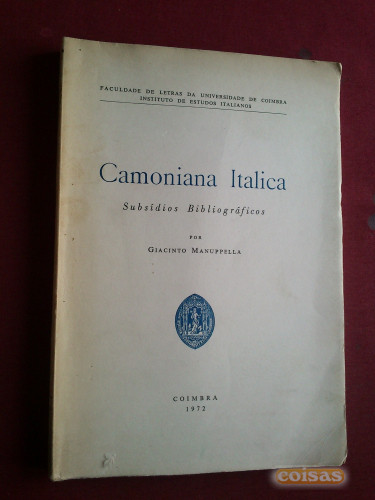 FACULDADE DE LETRAS DA UNIVERSIDADE DE COIMBRA
INSTITUTO DE ESTUDOS ITALIANOS
Camoniana Italica
Subsídios Bibliográficos
POR
GIACINTO MANUPPELLA
COIMBRA
1972
coisas